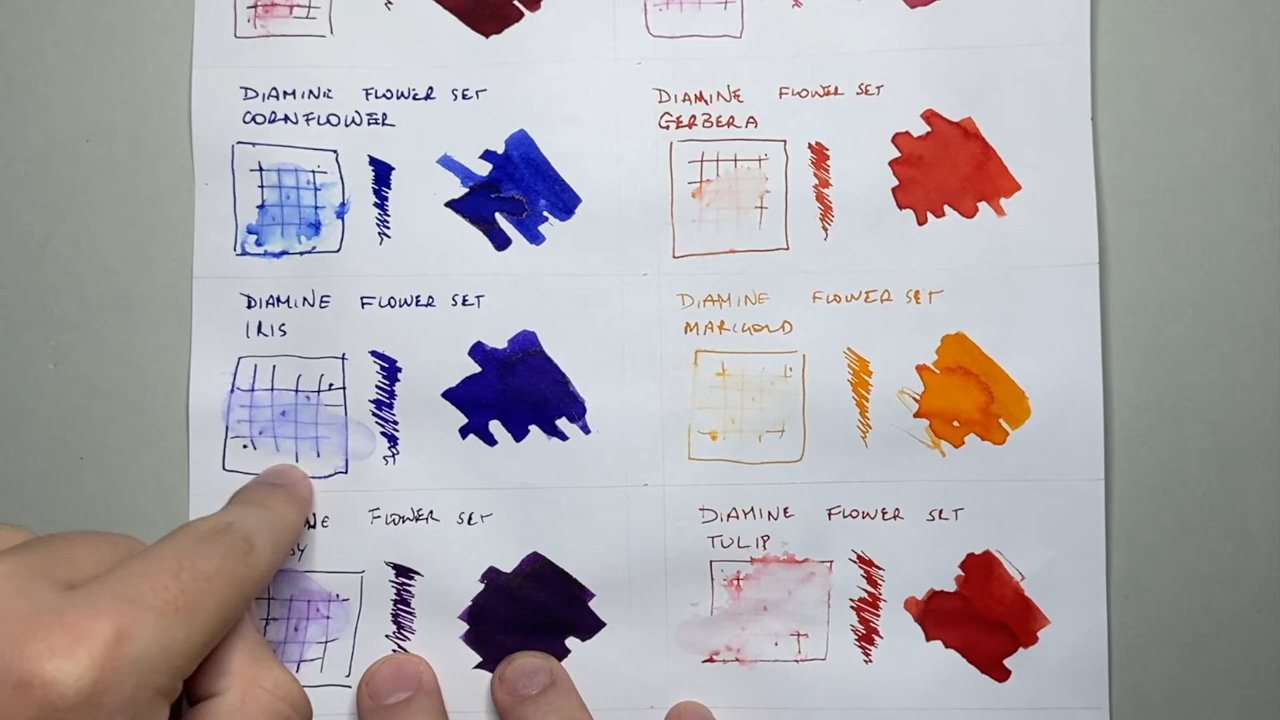 DIAMINE FLOWER SET
CORNFLOWER
DIAMINE FLOWER SET
GERBERA
DIAMINE FLOWER SET
IRIS
DIAMINE FLOWER SET
MARIGOLD
FLOWER SET
DIAMINE FLOWER SET
TULIP